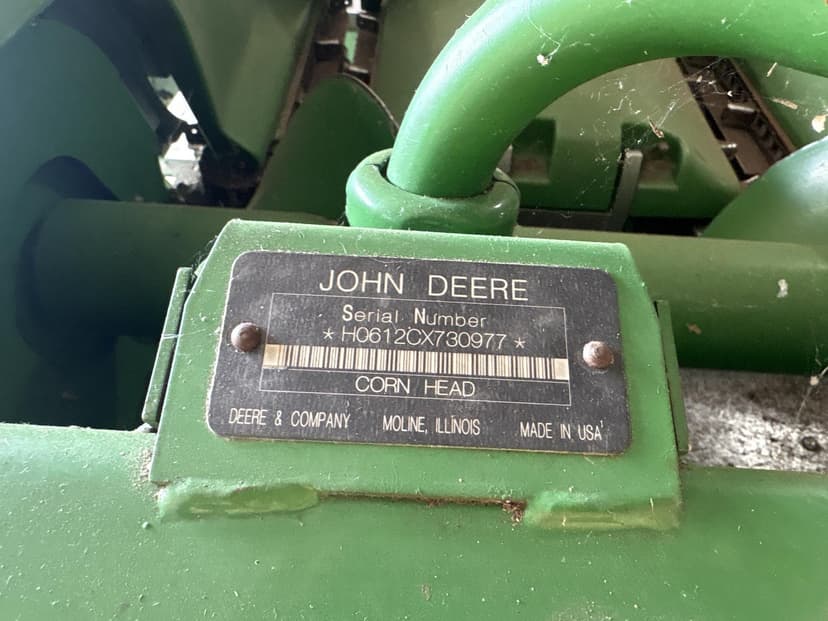 JOHN DEERE
Serial Number
* H0612CX730977 *
CORN HEAD
DEERE & COMPANY MOLINE, ILLINOIS MADE IN USA